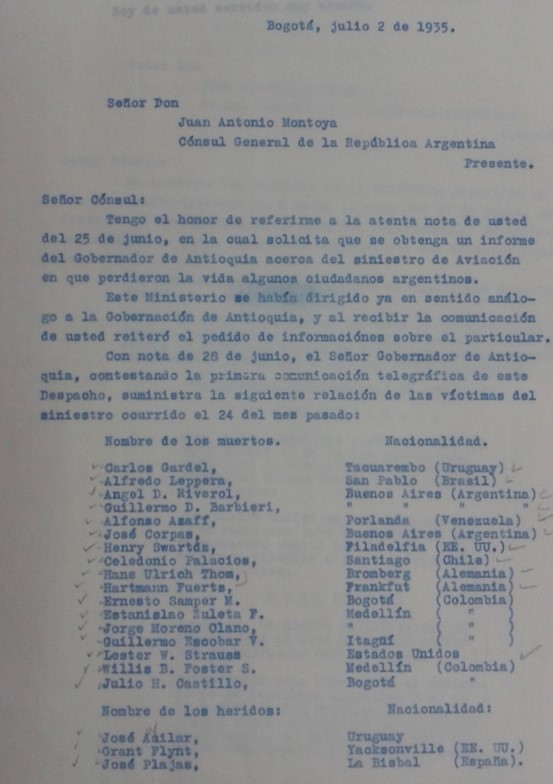 Bogotá, julio 2 de 1935.
Señor Don
Juan Antonio Montoya
Cónsul General de la República Argentina
Presente.
Señor Cónsul:
Tengo el honor de referirme a la atenta nota de usted
del 25 de junio, en la cual solicita que se obtenga un informe
del Gobernador de Antioquia acerca del siniestro de Aviación
en que perdieron la vida algunos ciudadanos argentinos.
Este Ministerio se había dirigido ya en sentido análo-
go a la Gobernación de Antioquia, y al recibir la comunicación
de usted reiteró el pedido de informaciónes sobre el particular.
Con nota de 28 de junio, el Señor Gobernador de Antio-
quia, contestando la primera comunicación telegráfica de este
Despacho, suministra la siguiente relación de las víctimas del
siniestro ocurrido el 24 del mes pasado:
Nombre de los muertos. Nacionalidad.
Carlos Gardel, Tacuarembo (Uruguay)
Alfredo Leppera, San Pablo (Brasil)
Angel D. Riverol, Buenos Aires (Argentina)
Guillermo D. Barbieri, " " "
Alfonso Azaff, Porlanda (Venezuela)
José Corpas, Buenos Aires (Argentina)
Henry Swartds, Filadelfia (EE. UU.)
Celedonio Palacios, Santiago (Chile)
Hans Ulrich Thom, Bromberg (Alemania)
Hartmann Fuerts, Frankfut (Alemania)
Ernesto Samper M. Bogotá (Colombia)
Estanislao Zuleta F. Medellín ( " )
Jorge Moreno Olano, " ( " )
Guillermo Escobar V. Itagüí ( " )
Lester W. Strauss Estados Unidos
Willis B. Foster S. Medellín (Colombia)
Julio H. Castillo, Bogotá "
Nombre de los heridos: Nacionalidad:
José Auilar, Uruguay
Grant Flynt, Yacksonville (EE. UU.)
José Plajas, La Bisbal (España).